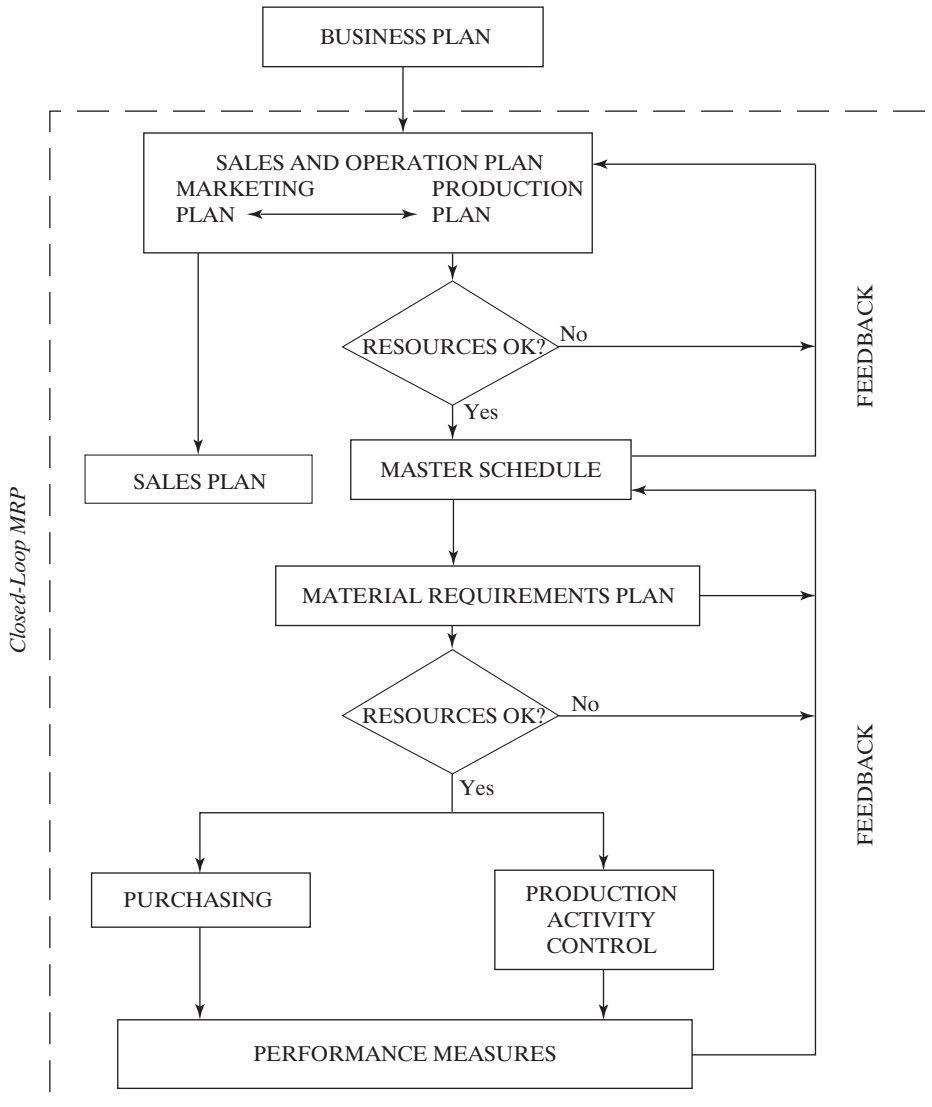 BUSINESS PLAN
SALES AND OPERATION PLAN
MARKETING
PLAN
PRODUCTION
PLAN
RESOURCES OK?
No
Yes
FEEDBACK
SALES PLAN
MASTER SCHEDULE
Closed-Loop MRP
MATERIAL REQUIREMENTS PLAN
RESOURCES OK?
No
Yes
FEEDBACK
PURCHASING
PRODUCTION
ACTIVITY
CONTROL
PERFORMANCE MEASURES